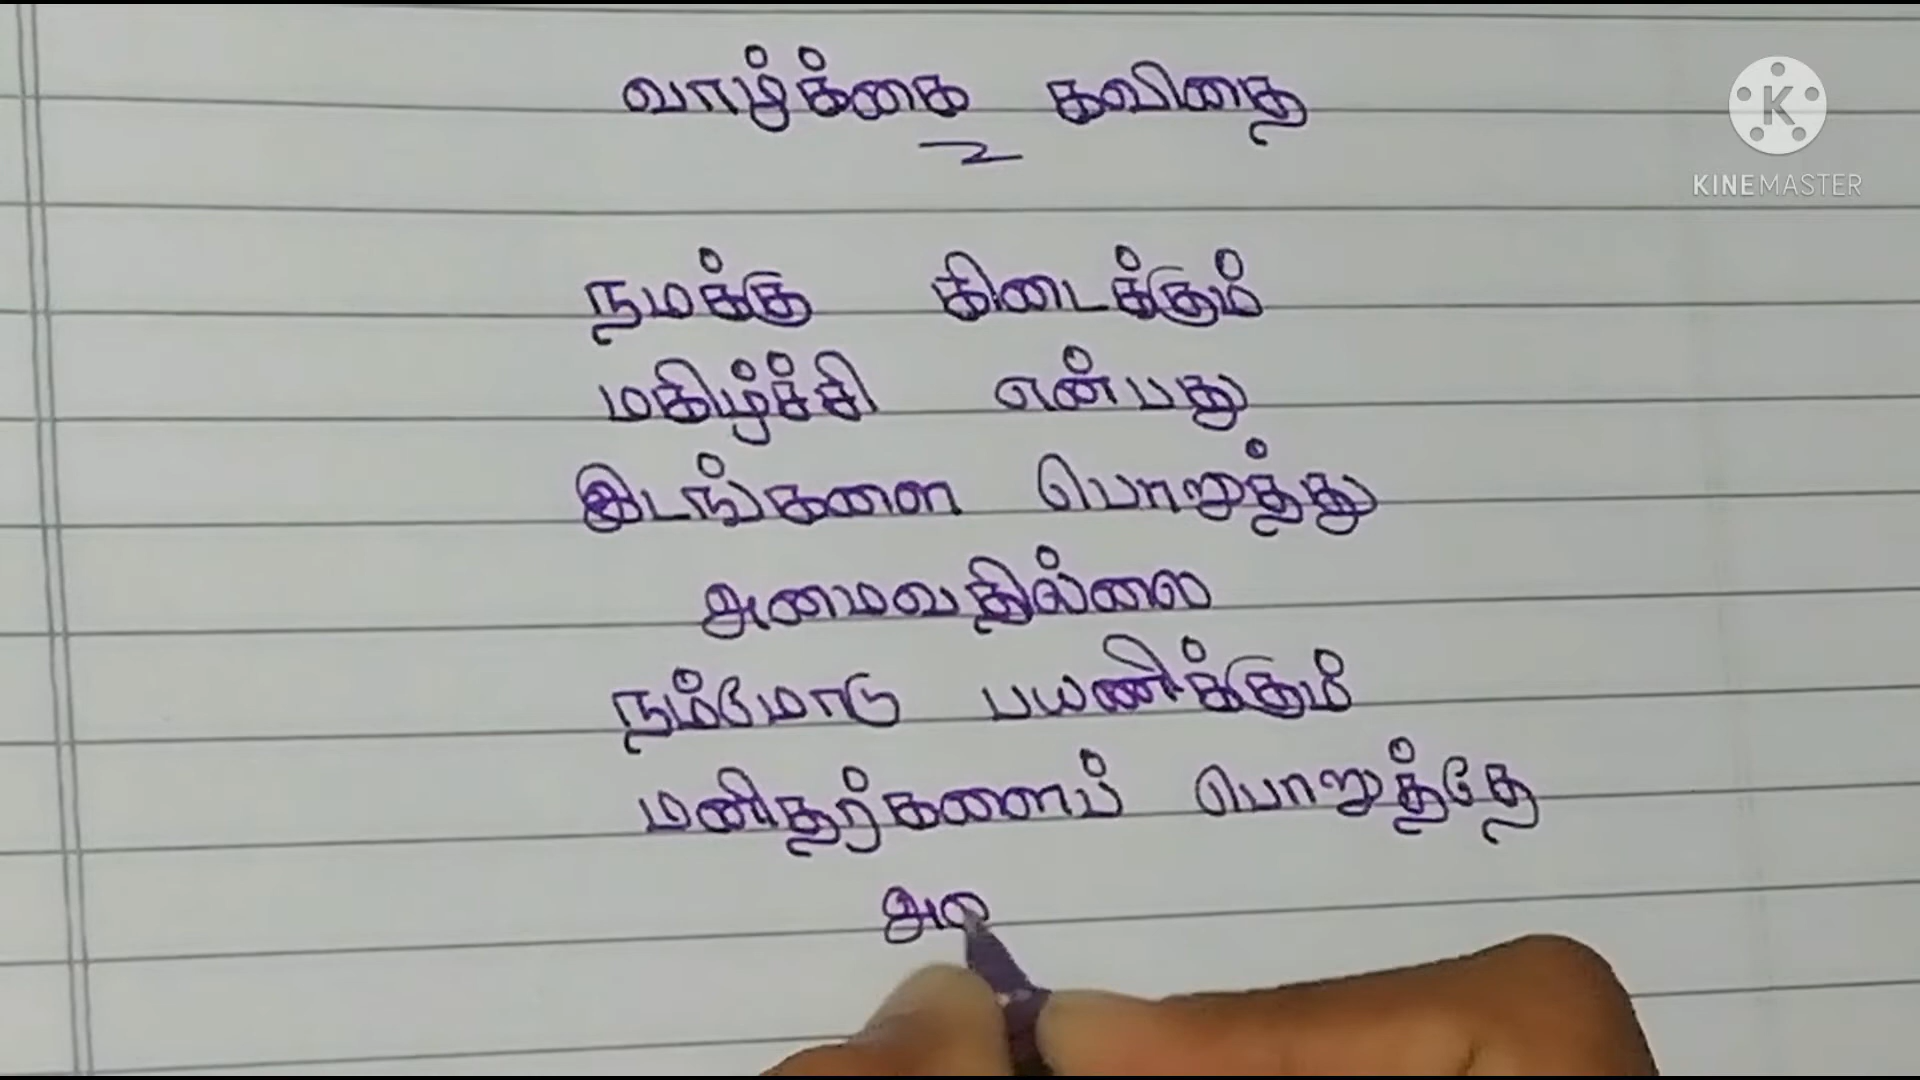 வாழ்க்கை கவிதை
KINEMASTER
நமக்கு கிடைக்கும்
மகிழ்ச்சி என்பது
இடங்களை பொறுத்து
அமைவதில்லை
நம்மோடு பயணிக்கும்
மனிதர்களைப் பொறுத்தே